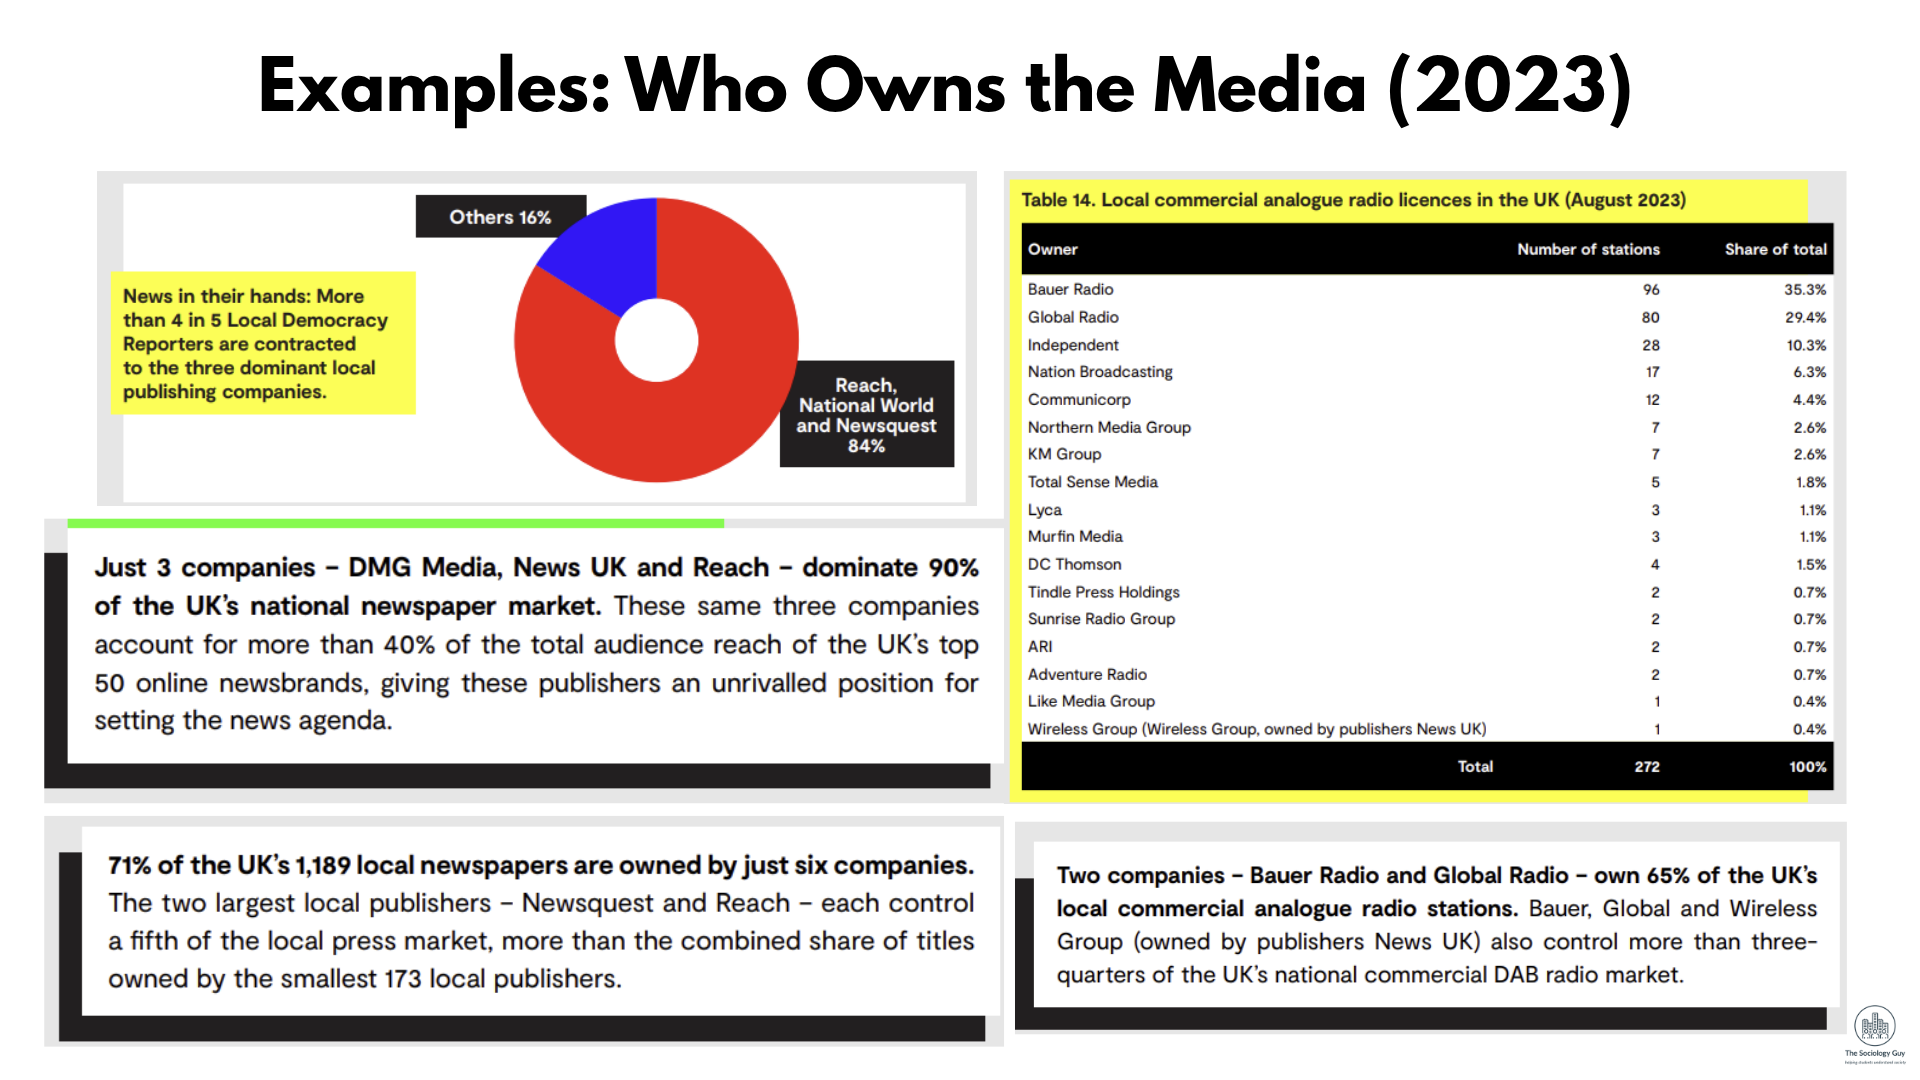 Examples: Who Owns the Media (2023)
Others 16%
News in their hands: More
than 4 in 5 Local Democracy
Reporters are contracted
to the three dominant local
publishing companies.
Reach,
National World
and Newsquest
84%
Just 3 companies – DMG Media, News UK and Reach – dominate 90%
of the UK's national newspaper market. These same three companies
account for more than 40% of the total audience reach of the UK's top
50 online newsbrands, giving these publishers an unrivalled position for
setting the news agenda.
71% of the UK's 1,189 local newspapers are owned by just six companies.
The two largest local publishers – Newsquest and Reach – each control
a fifth of the local press market, more than the combined share of titles
owned by the smallest 173 local publishers.
Table 14. Local commercial analogue radio licences in the UK (August 2023)
Owner Number of stations Share of total
Bauer Radio 96 35.3%
Global Radio 80 29.4%
Independent 28 10.3%
Nation Broadcasting 17 6.3%
Communicorp 12 4.4%
Northern Media Group 7 2.6%
KM Group 7 2.6%
Total Sense Media 5 1.8%
Lyca 3 1.1%
Murfin Media 3 1.1%
DC Thomson 4 1.5%
Tindle Press Holdings 2 0.7%
Sunrise Radio Group 2 0.7%
ARI 2 0.7%
Adventure Radio 2 0.7%
Like Media Group 1 0.4%
Wireless Group (Wireless Group, owned by publishers News UK) 1 0.4%
Total 272 100%
Two companies – Bauer Radio and Global Radio – own 65% of the UK's
local commercial analogue radio stations. Bauer, Global and Wireless
Group (owned by publishers News UK) also control more than three-
quarters of the UK's national commercial DAB radio market.
The Sociology Guy
helping students understand society